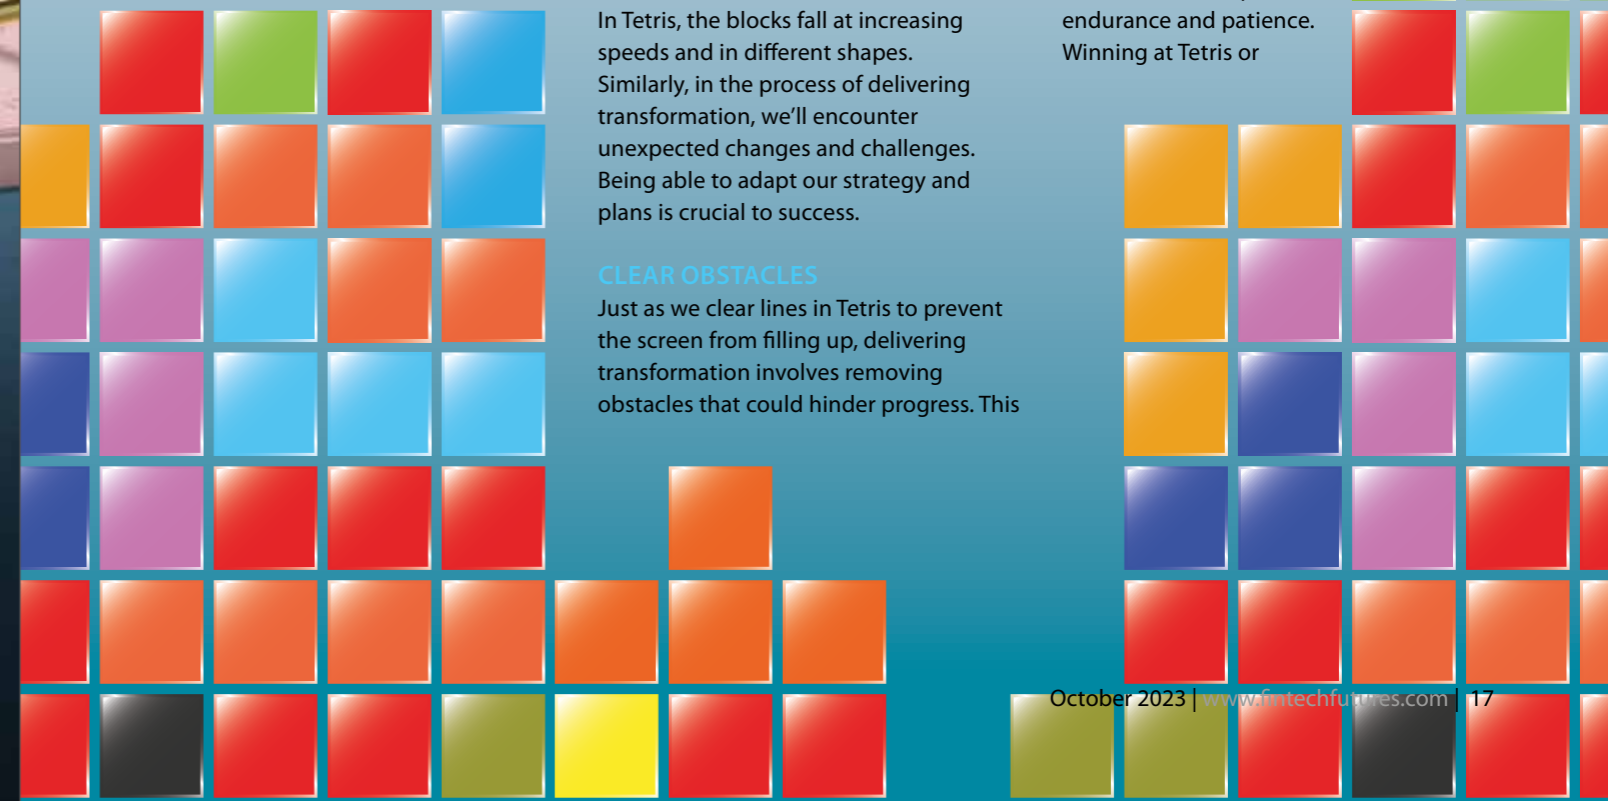 In Tetris, the blocks fall at increasing
speeds and in different shapes.
Similarly, in the process of delivering
transformation, we’ll encounter
unexpected changes and challenges.
Being able to adapt our strategy and
plans is crucial to success.
CLEAR OBSTACLES
Just as we clear lines in Tetris to prevent
the screen from filling up, delivering
transformation involves removing
obstacles that could hinder progress. This
endurance and patience.
Winning at Tetris or
October 2023 | www.fintechfutures.com | 17